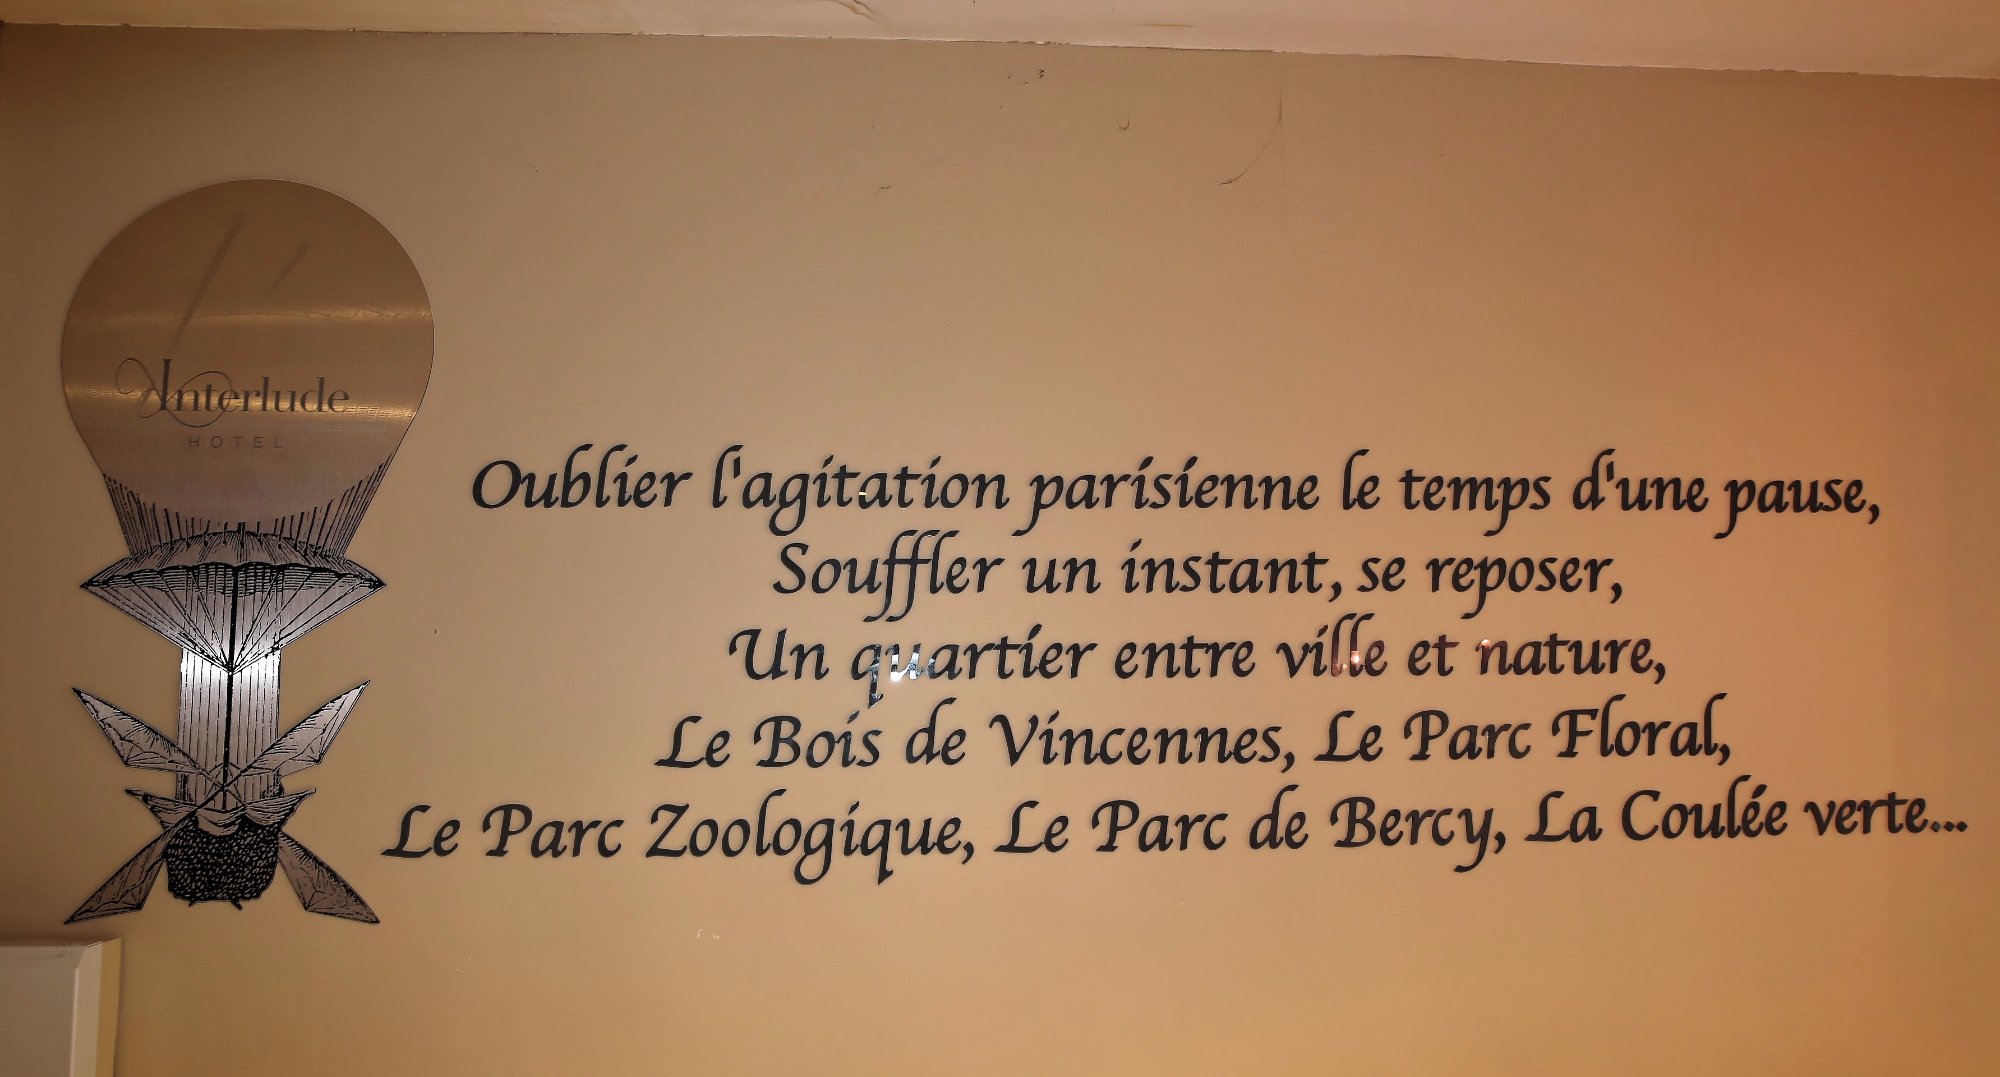 Interlude
HOTEL
Oublier l'agitation parisienne le temps d'une pause,
Souffler un instant, se reposer,
Un quartier entre ville et nature,
Le Bois de Vincennes, Le Parc Floral,
Le Parc Zoologique, Le Parc de Bercy, La Coulée verte...